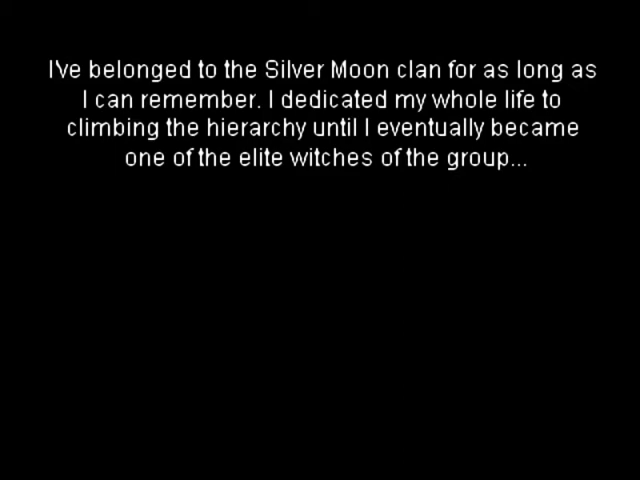 I've belonged to the Silver Moon clan for as long as
I can remember. I dedicated my whole life to
climbing the hierarchy until I eventually became
one of the elite witches of the group...